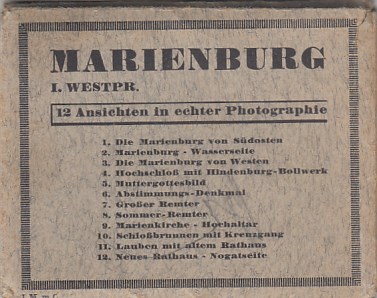 MARIENBURG
I. WESTPR.
12 Ansichten in echter Photographie
1. Die Marienburg von Südosten
2. Marienburg - Wasserseite
3. Die Marienburg von Westen
4. Hochschloß mit Hindenburg-Bollwerk
5. Muttergottesbild
6. Abstimmungs-Denkmal
7. Großer Remter
8. Sommer-Remter
9. Marienkirche - Hochaltar
10. Schloßbrunnen mit Kreuzgang
11. Lauben mit altem Rathaus
12. Neues Rathaus - Nogatseite